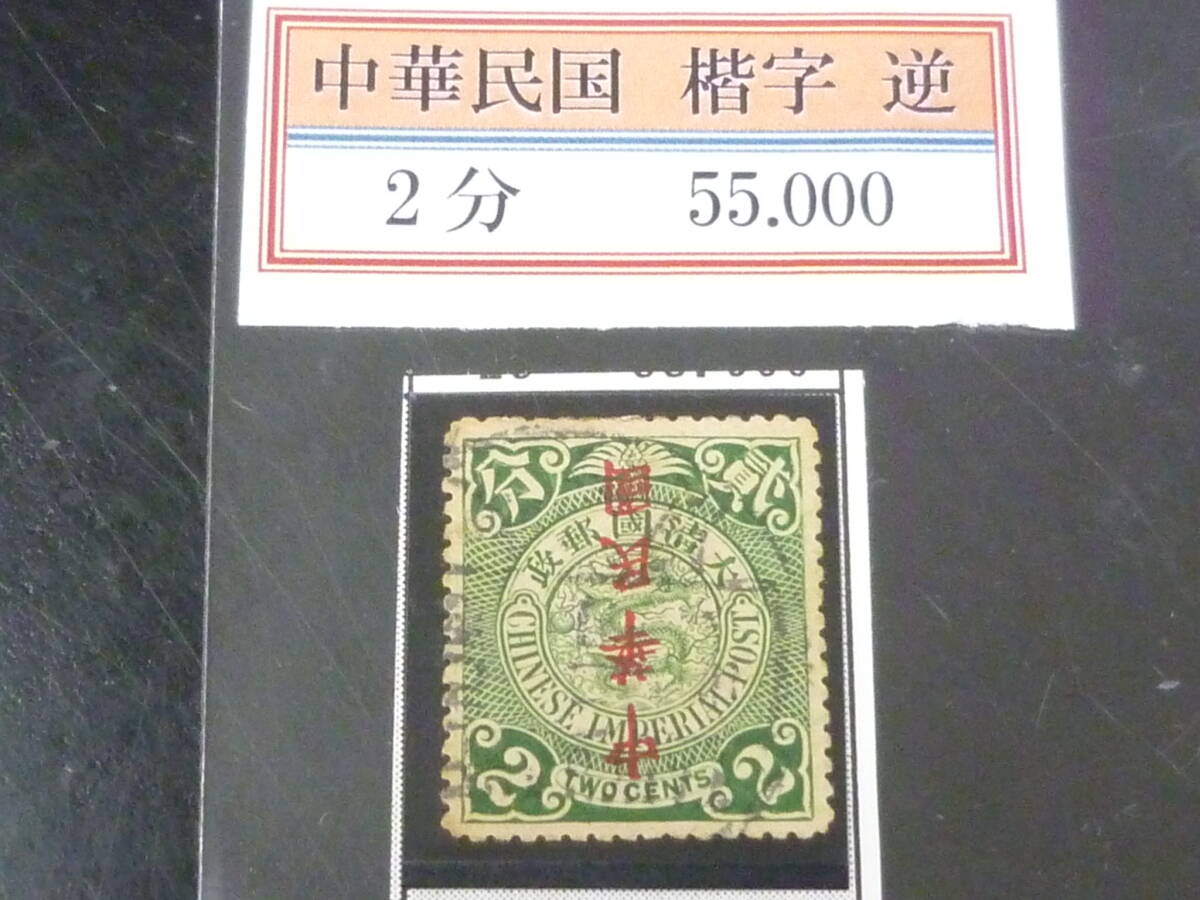 中華民国 楷字 逆
2分 55.000
分 貳
大清國郵政
中華民國
CHINESE IMPERIAL POST
2 TWO CENTS 2